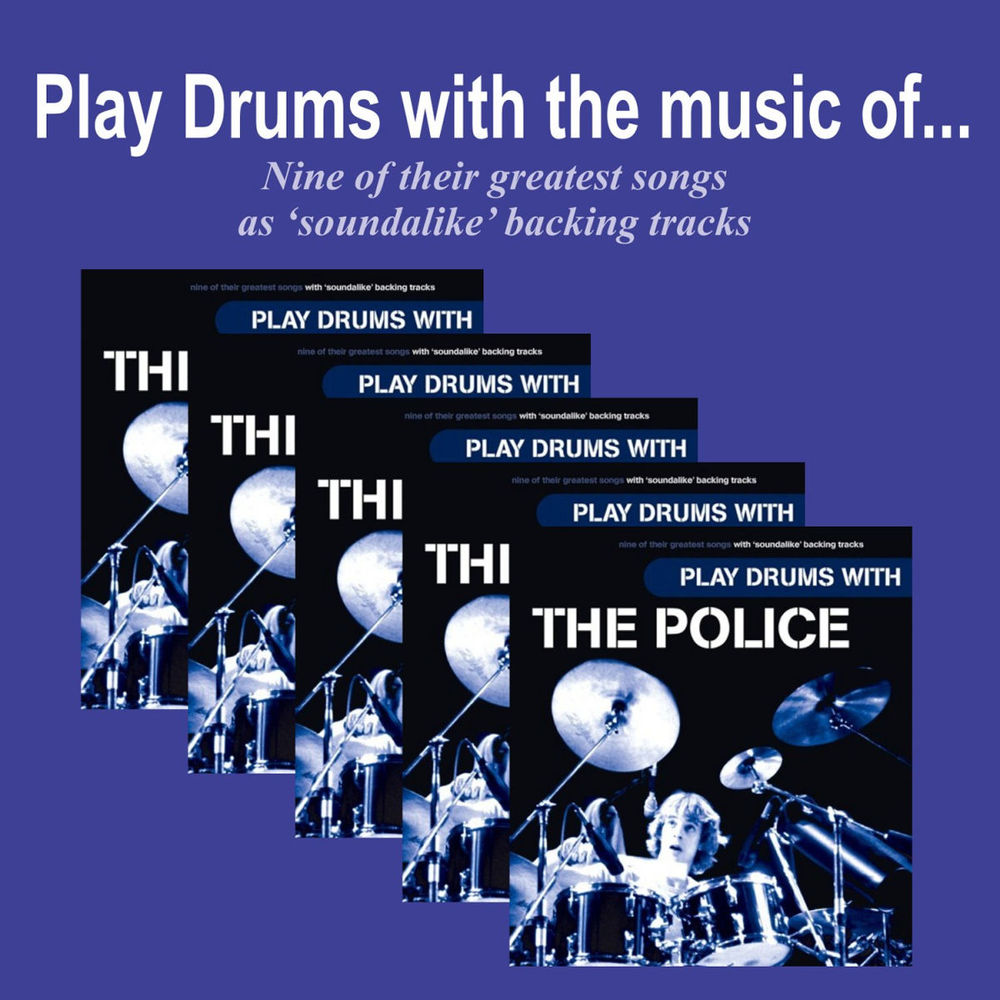 Play Drums with the music of...
Nine of their greatest songs
as ‘soundalike’ backing tracks
nine of their greatest songs with ‘soundalike’ backing tracks
PLAY DRUMS WITH
THI
nine of their greatest songs with ‘soundalike’ backing tracks
PLAY DRUMS WITH
THI
nine of their greatest songs with ‘soundalike’ backing tracks
PLAY DRUMS WITH
THI
nine of their greatest songs with ‘soundalike’ backing tracks
PLAY DRUMS WITH
THI
nine of their greatest songs with ‘soundalike’ backing tracks
PLAY DRUMS WITH
THE POLICE